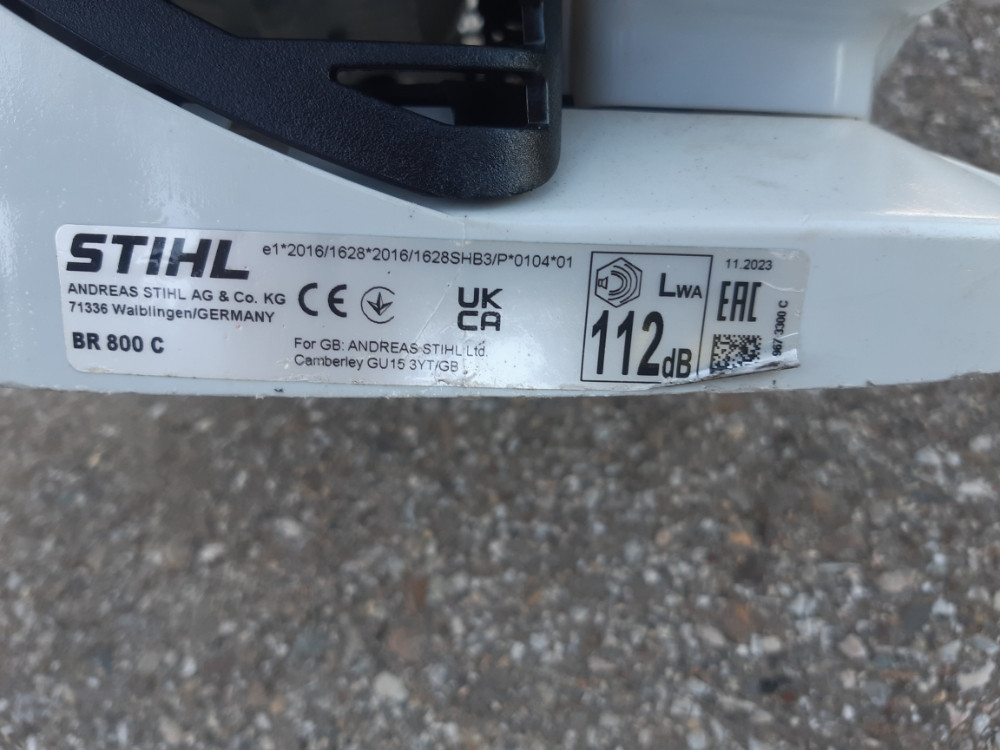 STIHL
e1*2016/1628*2016/1628SHB3/P*0104*01
ANDREAS STIHL AG & Co. KG
71336 Waiblingen/GERMANY
BR 800 C
CE
UK
CA
For GB: ANDREAS STIHL Ltd.
Camberley GU15 3YT/GB
LWA
112dB
11.2023
EAC
967 3300 C